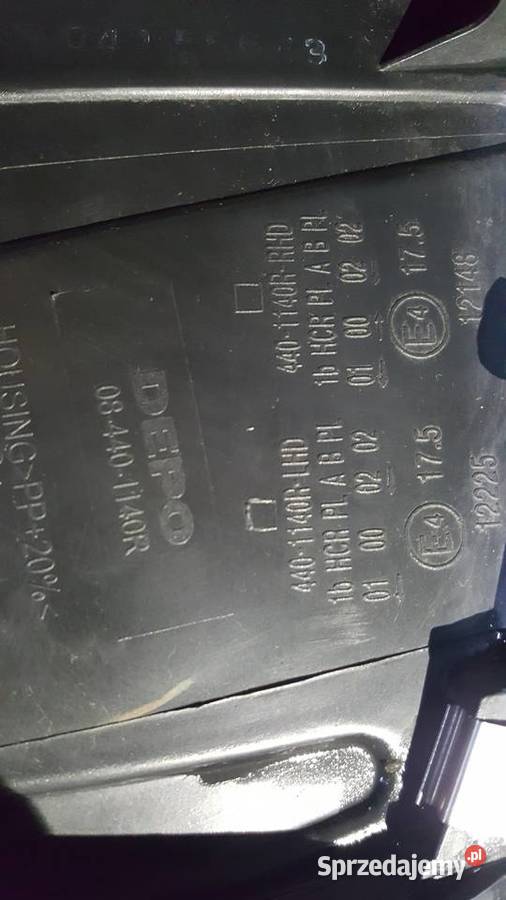 DEPO
08-440-1140R
HOUSING>PP+20%<
440-1140R-LHD
1b HCR PL A B PL
01 00 02 02
E4 17.5
12225
440-1140R-RHD
1b HCR PL A B PL
01 00 02 02
E4 17.5
12148
Sprzedajemy.pl